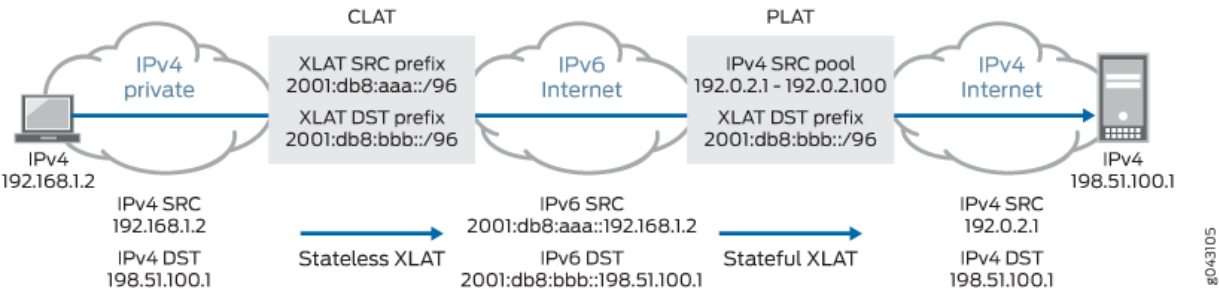 CLAT
PLAT
IPv4
private
XLAT SRC prefix
2001:db8:aaa::/96
XLAT DST prefix
2001:db8:bbb::/96
IPv6
Internet
IPv4 SRC pool
192.0.2.1 - 192.0.2.100
XLAT DST prefix
2001:db8:bbb::/96
IPv4
Internet
IPv4
192.168.1.2
IPv4
198.51.100.1
IPv4 SRC
192.168.1.2
IPv4 DST
198.51.100.1
Stateless XLAT
IPv6 SRC
2001:db8:aaa::192.168.1.2
IPv6 DST
2001:db8:bbb::198.51.100.1
Stateful XLAT
IPv4 SRC
192.0.2.1
IPv4 DST
198.51.100.1
g043105